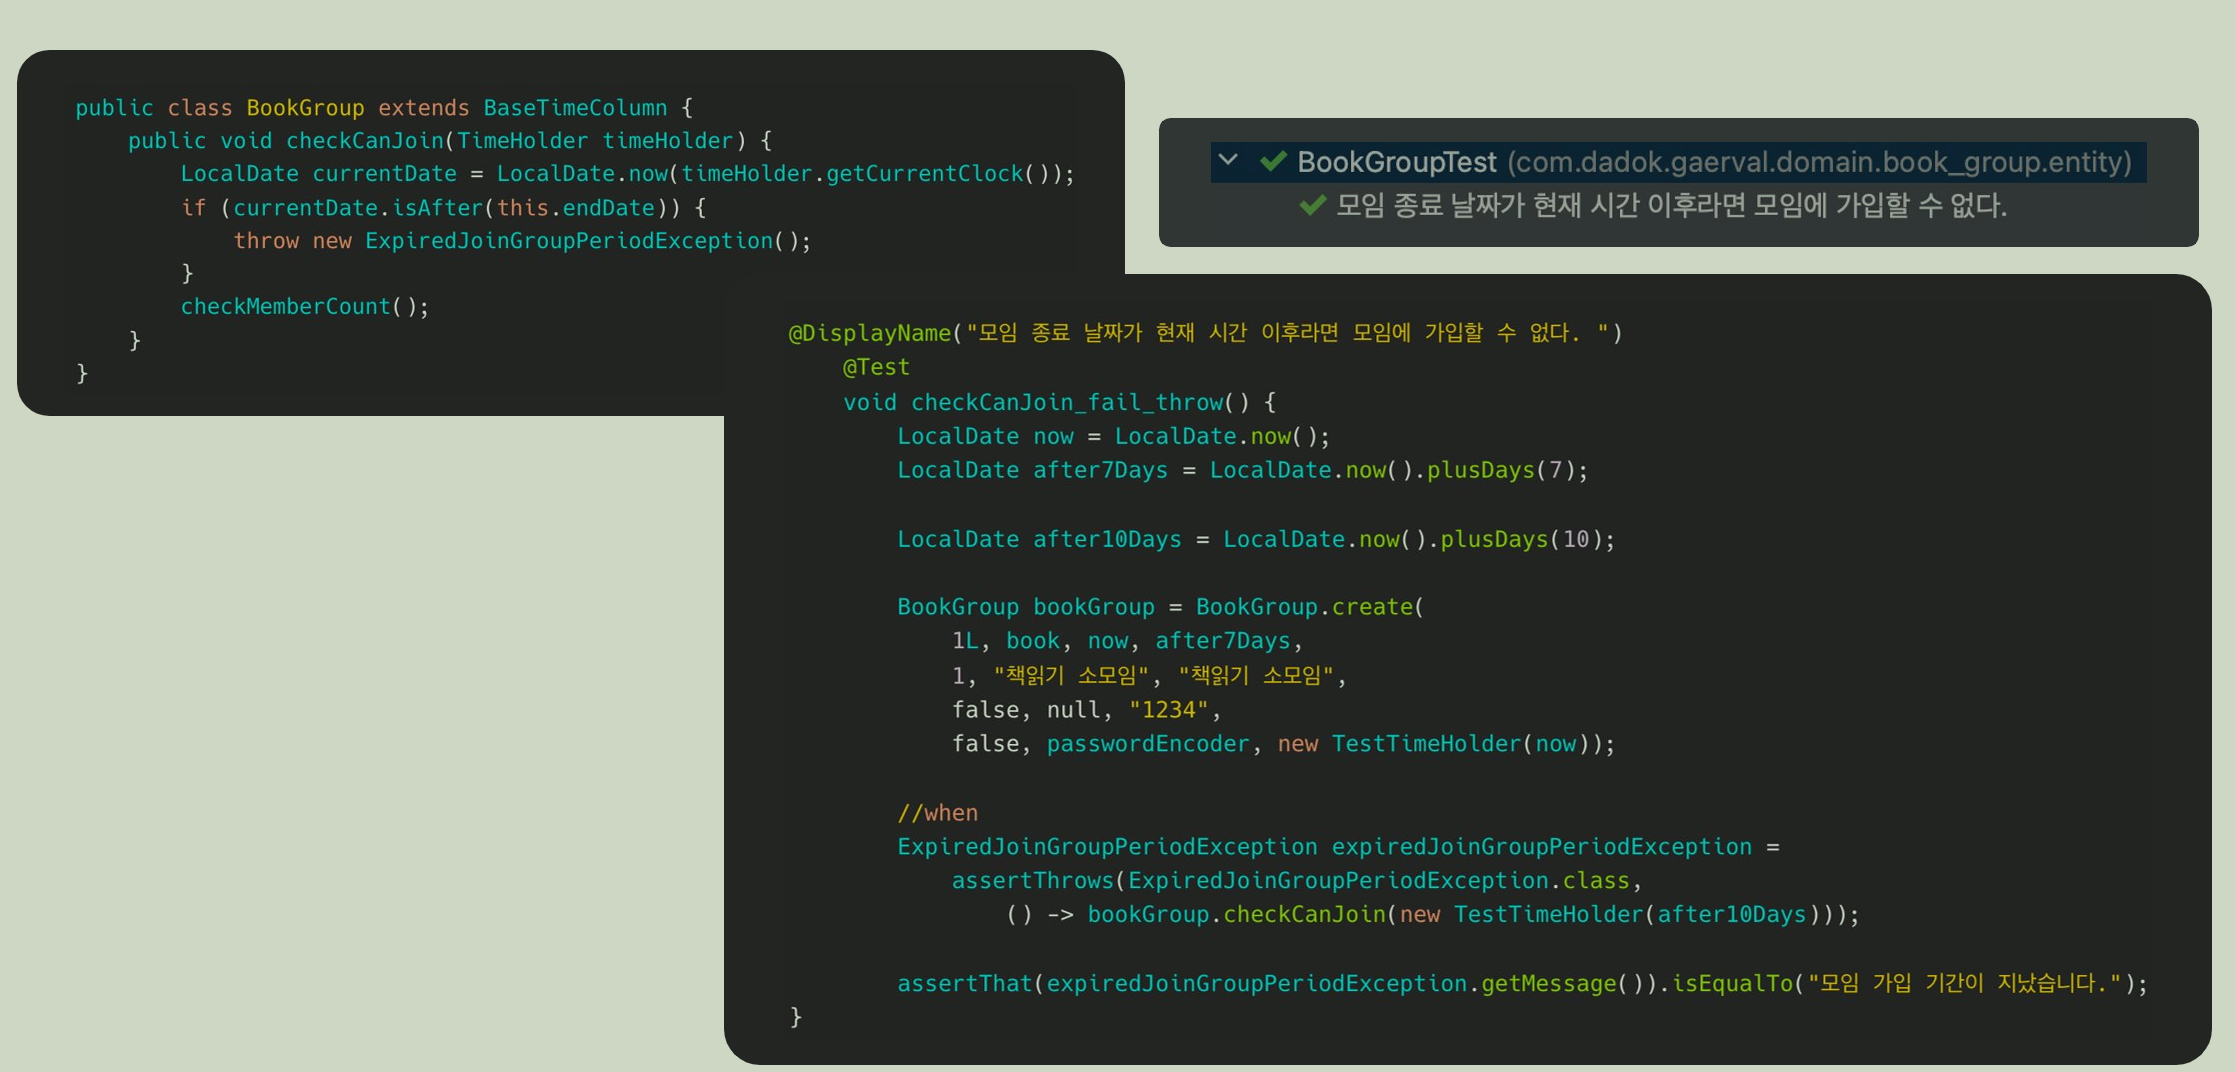 public class BookGroup extends BaseTimeColumn {
    public void checkCanJoin(TimeHolder timeHolder) {
        LocalDate currentDate = LocalDate.now(timeHolder.getCurrentClock());
        if (currentDate.isAfter(this.endDate)) {
            throw new ExpiredJoinGroupPeriodException();
        }
        checkMemberCount();
    }
}
BookGroupTest (com.dadok.gaerval.domain.book_group.entity)
모임 종료 날짜가 현재 시간 이후라면 모임에 가입할 수 없다.
@DisplayName("모임 종료 날짜가 현재 시간 이후라면 모임에 가입할 수 없다. ")
    @Test
    void checkCanJoin_fail_throw() {
        LocalDate now = LocalDate.now();
        LocalDate after7Days = LocalDate.now().plusDays(7);
        LocalDate after10Days = LocalDate.now().plusDays(10);
        BookGroup bookGroup = BookGroup.create(
            1L, book, now, after7Days,
            1, "책읽기 소모임", "책읽기 소모임",
            false, null, "1234",
            false, passwordEncoder, new TestTimeHolder(now));
        //when
        ExpiredJoinGroupPeriodException expiredJoinGroupPeriodException =
            assertThrows(ExpiredJoinGroupPeriodException.class,
                () -> bookGroup.checkCanJoin(new TestTimeHolder(after10Days)));
        assertThat(expiredJoinGroupPeriodException.getMessage()).isEqualTo("모임 가입 기간이 지났습니다.");
}